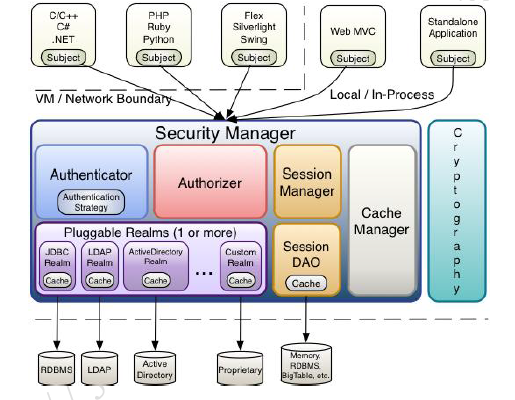 C/C++
C#
.NET
Subject
PHP
Ruby
Python
Subject
Flex
Silverlight
Swing
Subject
Web MVC
Subject
Standalone
Application
Subject
VM / Network Boundary
Local / In-Process
Security Manager
Authenticator
Authentication
Strategy
Authorizer
Session
Manager
Cache
Manager
Cryptography
Pluggable Realms (1 or more)
JDBC
Realm
Cache
LDAP
Realm
Cache
ActiveDirectory
Realm
Cache
...
Custom
Realm
Cache
Session
DAO
Cache
RDBMS
LDAP
Active
Directory
Proprietary
Memory,
RDBMS,
BigTable, etc.